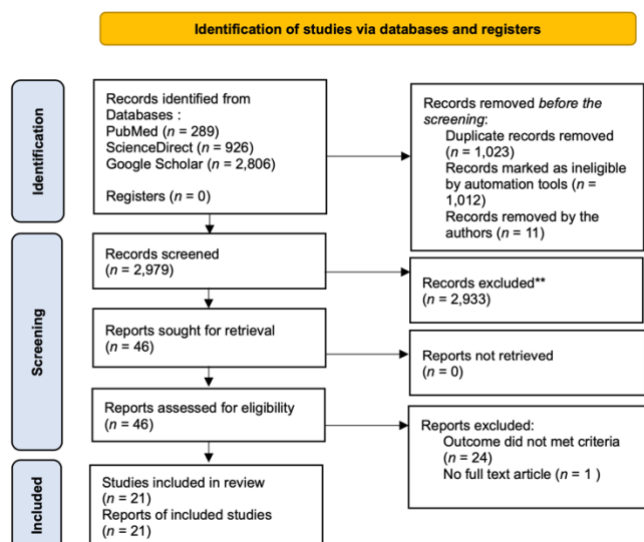 Identification of studies via databases and registers
Identification
Records identified from
Databases :
PubMed (n = 289)
ScienceDirect (n = 926)
Google Scholar (n = 2,806)
Registers (n = 0)
Records removed before the
screening:
Duplicate records removed
(n = 1,023)
Records marked as ineligible
by automation tools (n =
1,012)
Records removed by the
authors (n = 11)
Screening
Records screened
(n = 2,979)
Records excluded**
(n = 2,933)
Reports sought for retrieval
(n = 46)
Reports not retrieved
(n = 0)
Reports assessed for eligibility
(n = 46)
Reports excluded:
Outcome did not met criteria
(n = 24)
No full text article (n = 1 )
Included
Studies included in review
(n = 21)
Reports of included studies
(n = 21)